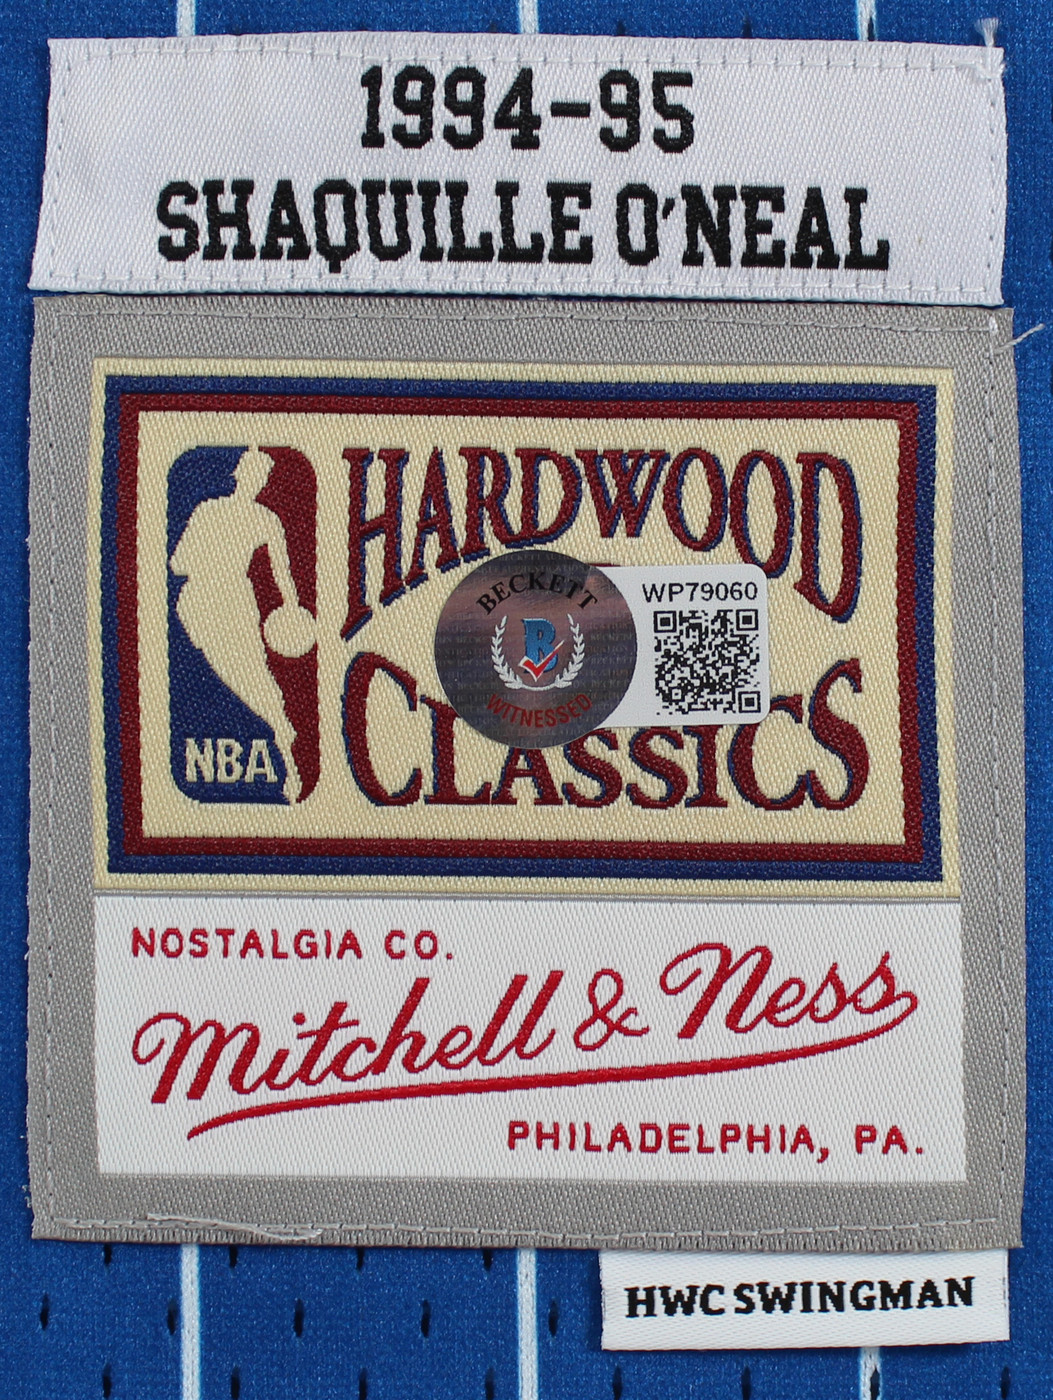 1994-95
SHAQUILLE O'NEAL
HARDWOOD
CLASSICS
NBA
BECKETT
B
WITNESSED
WP79060
NOSTALGIA CO.
Mitchell & Ness
PHILADELPHIA, PA.
HWC SWINGMAN